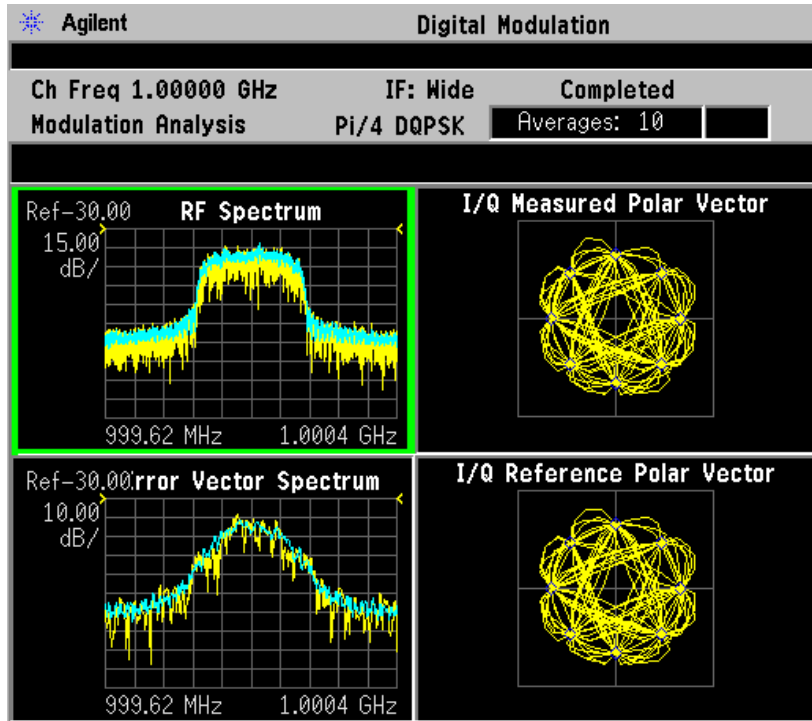 Agilent Digital Modulation
Ch Freq 1.00000 GHz IF: Wide Completed
Modulation Analysis Pi/4 DQPSK Averages: 10
Ref-30.00 RF Spectrum
15.00
dB/
999.62 MHz 1.0004 GHz
I/Q Measured Polar Vector
Ref-30.00 rror Vector Spectrum
10.00
dB/
999.62 MHz 1.0004 GHz
I/Q Reference Polar Vector